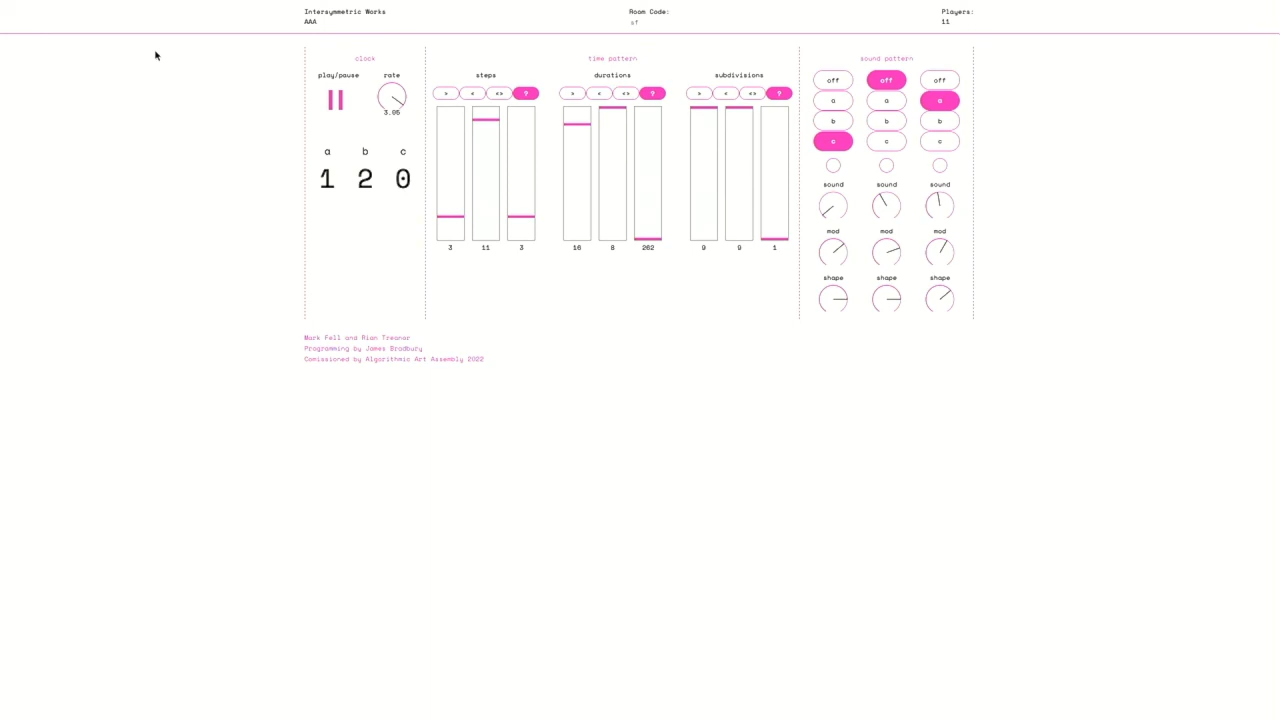 Intersymmetric Works
AAA
Room Code:
sf
Players:
11
clock
play/pause rate
3.05
a b c
1 2 0
time pattern
steps durations subdivisions
> < <> ? > < <> ? > < <> ?
3 11 3 16 8 262 9 9 1
sound pattern
off off off
a a a
b b b
c c c
sound sound sound
mod mod mod
shape shape shape
Mark Fell and Rian Treanor
Programming by James Bradbury
Comissioned by Algorithmic Art Assembly 2022